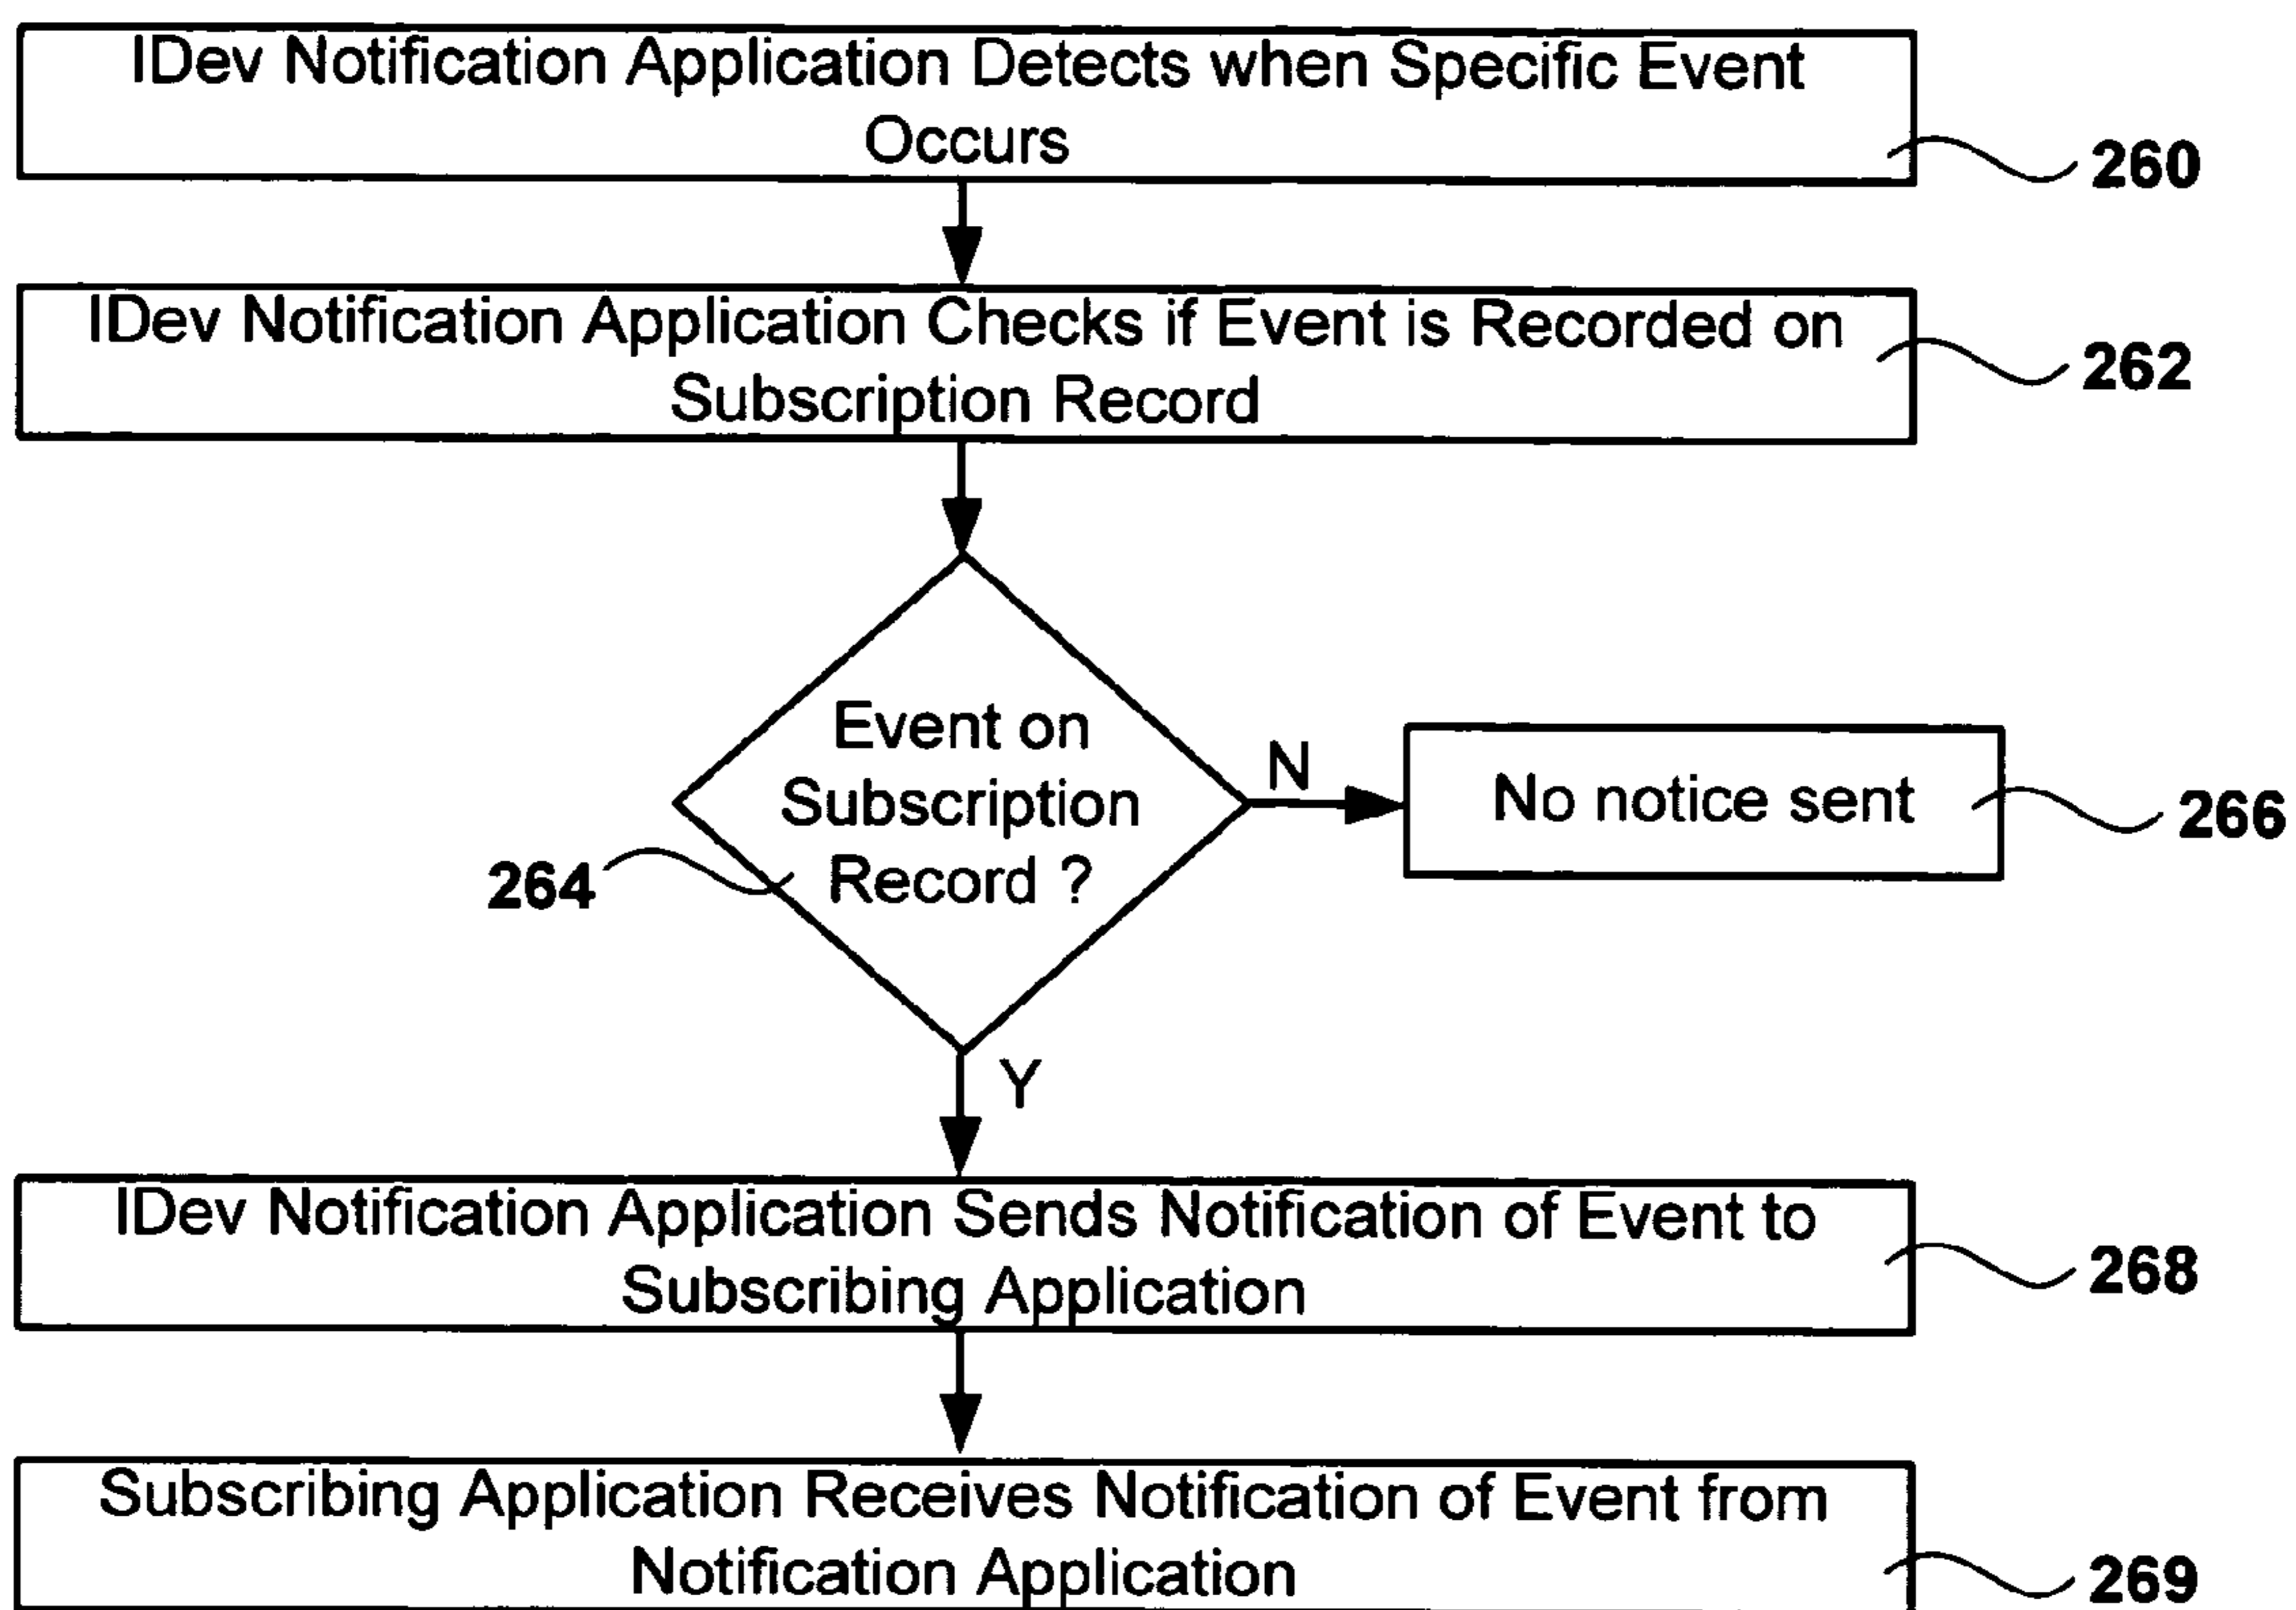 IDev Notification Application Detects when Specific Event
Occurs
260
IDev Notification Application Checks if Event is Recorded on
Subscription Record
262
Event on
Subscription
Record ?
264
N
No notice sent
266
Y
IDev Notification Application Sends Notification of Event to
Subscribing Application
268
Subscribing Application Receives Notification of Event from
Notification Application
269